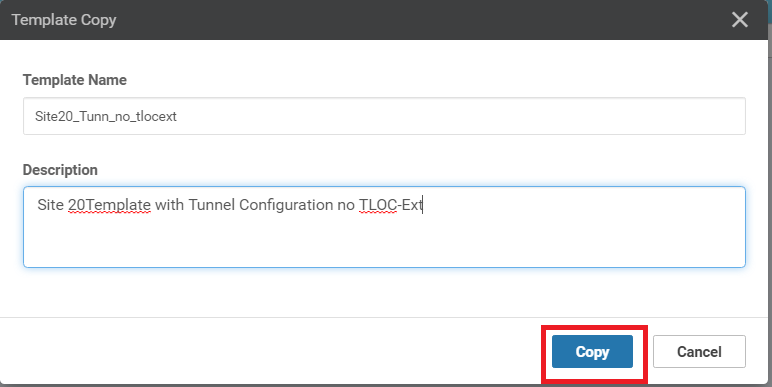 Template Copy
Template Name
Site20_Tunn_no_tlocext
Description
Site 20Template with Tunnel Configuration no TLOC-Ext
Copy Cancel